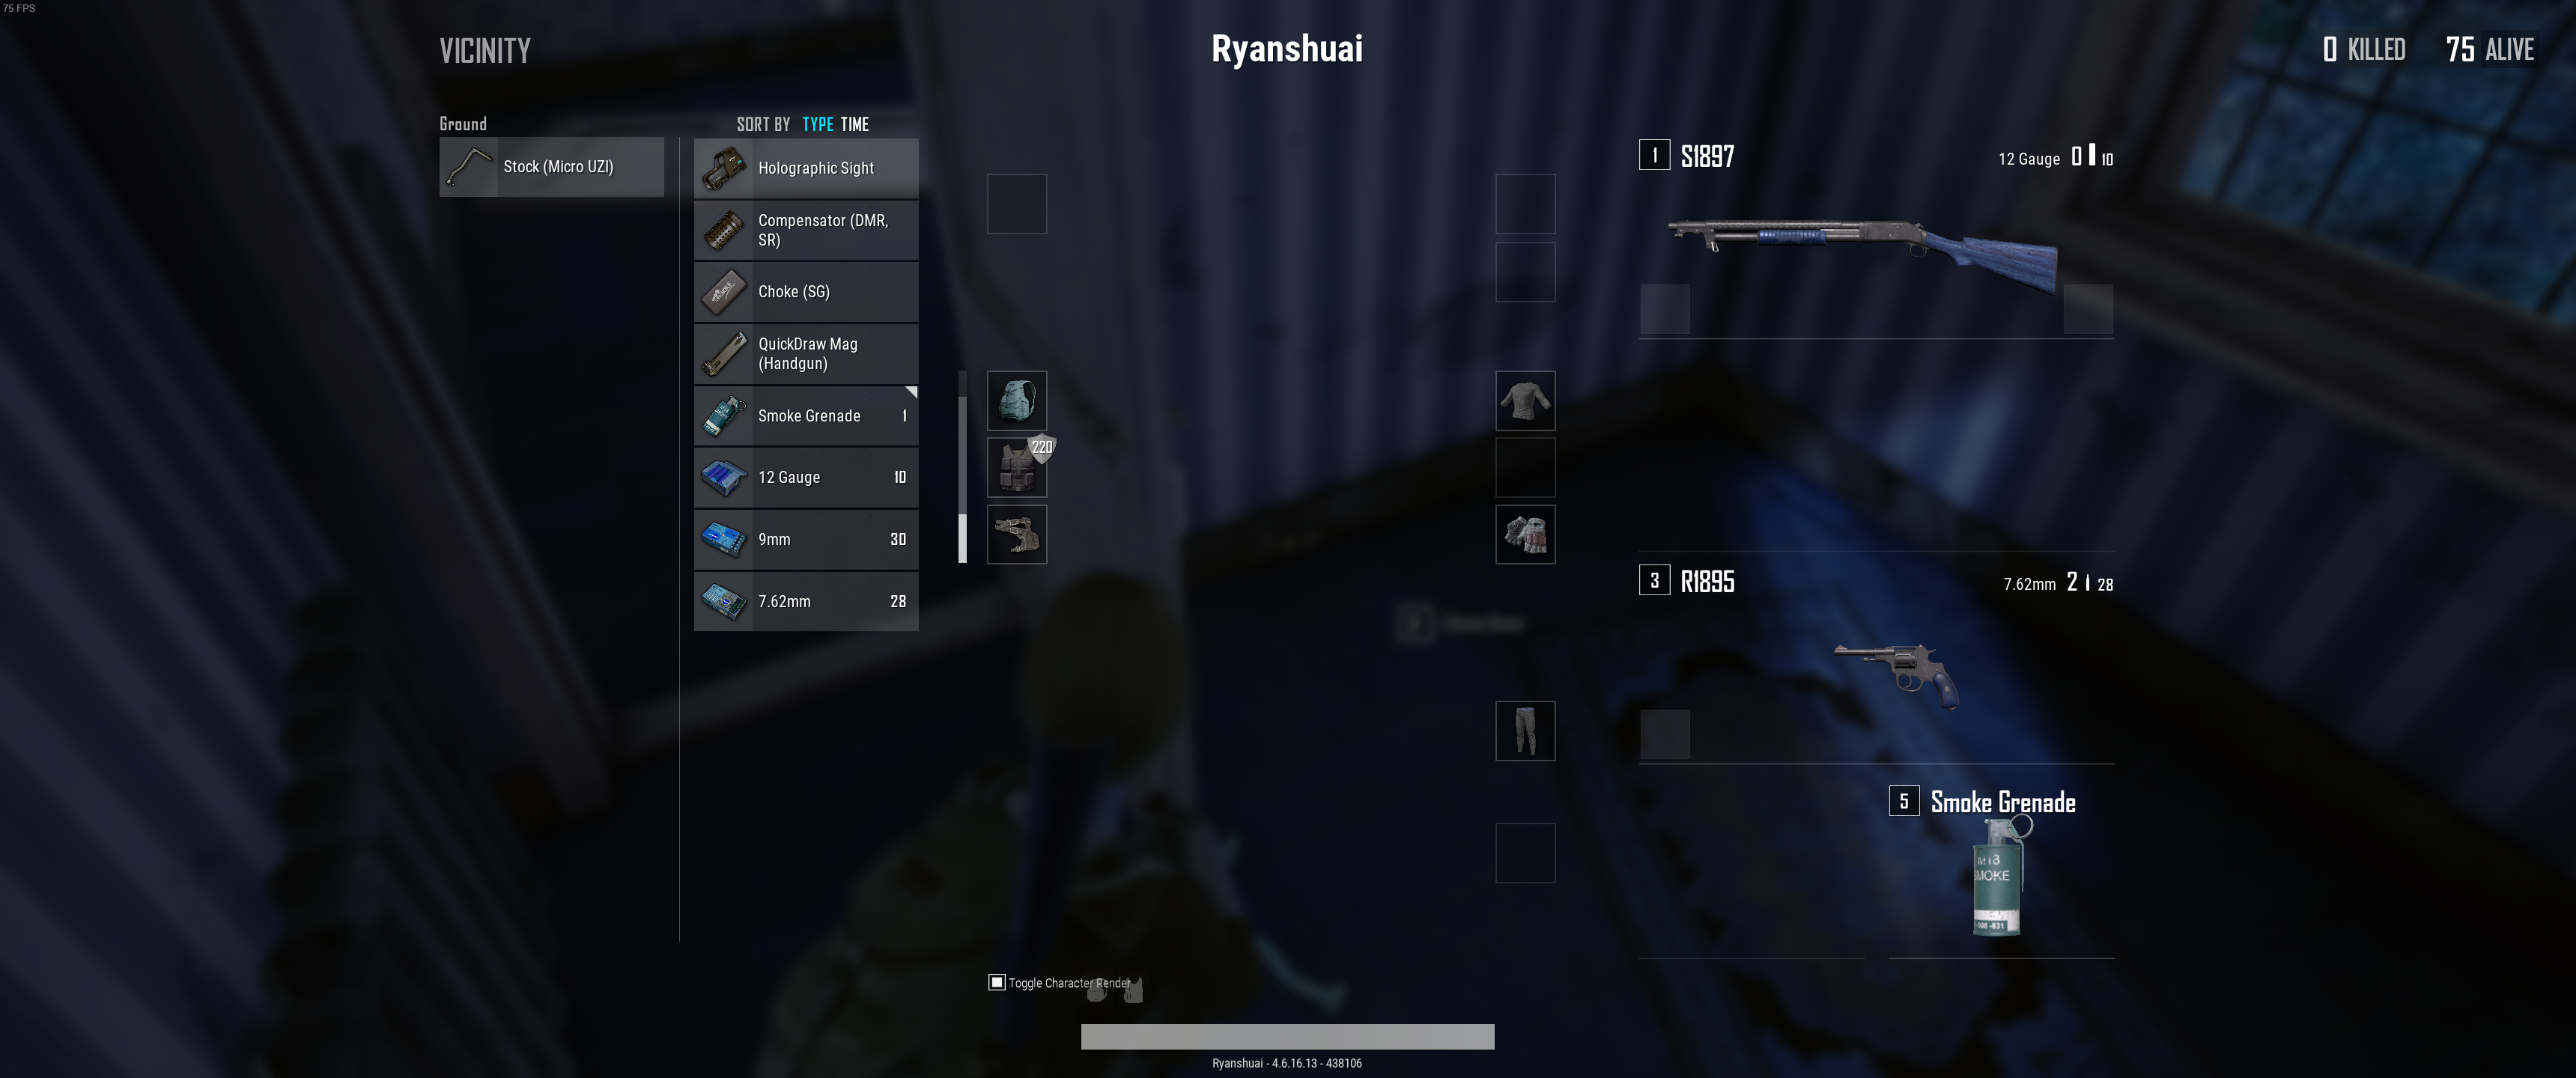 75 FPS
VICINITY
Ryanshuai
0 KILLED 75 ALIVE
Ground
SORT BY TYPE TIME
Stock (Micro UZI)
Holographic Sight
Compensator (DMR,
SR)
Choke (SG)
QuickDraw Mag
(Handgun)
Smoke Grenade 1
12 Gauge 10
9mm 30
7.62mm 28
220
1 S1897 12 Gauge 0 10
3 R1895 7.62mm 2 28
5 Smoke Grenade
SMOKE
Toggle Character Render
Ryanshuai - 4.6.16.13 - 438106